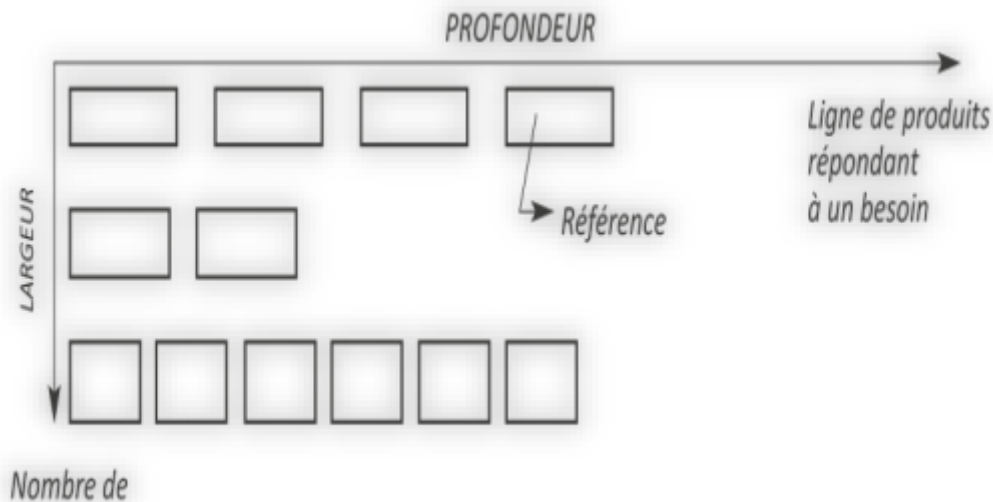 PROFONDEUR
Ligne de produits
répondant
à un besoin
Référence
LARGEUR
Nombre de